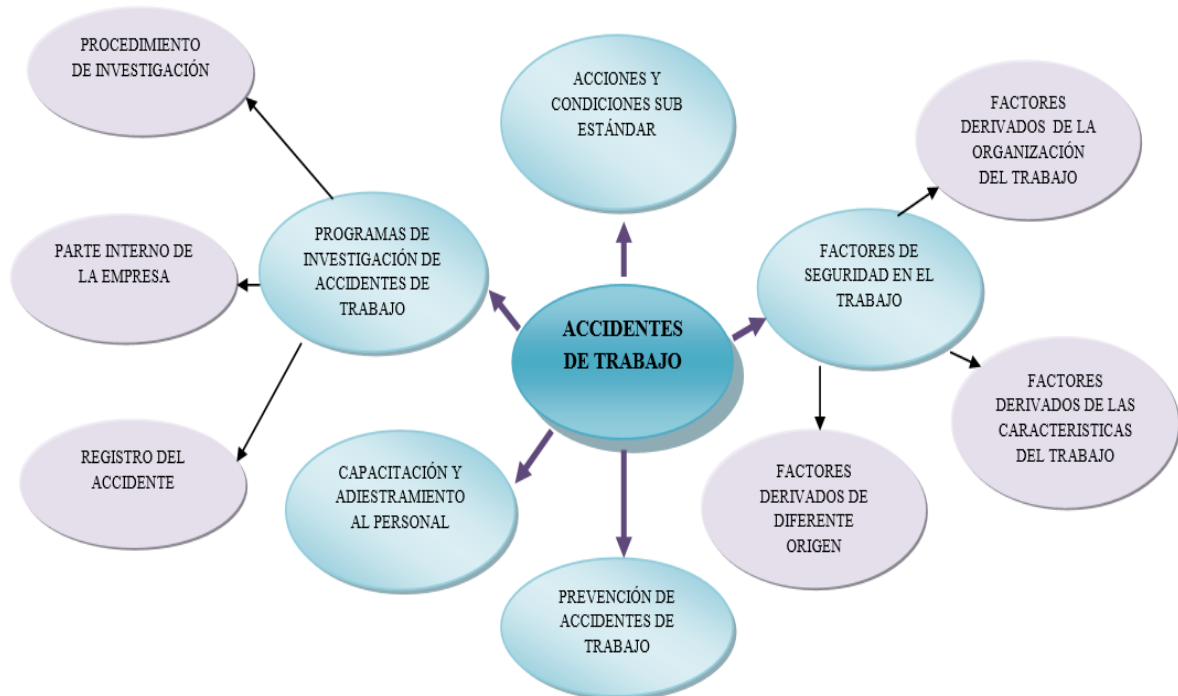 PROCEDIMIENTO
DE INVESTIGACIÓN
ACCIONES Y
CONDICIONES SUB
ESTÁNDAR
FACTORES
DERIVADOS DE LA
ORGANIZACIÓN
DEL TRABAJO
PARTE INTERNO DE
LA EMPRESA
PROGRAMAS DE
INVESTIGACIÓN DE
ACCIDENTES DE
TRABAJO
FACTORES DE
SEGURIDAD EN EL
TRABAJO
ACCIDENTES
DE TRABAJO
FACTORES
DERIVADOS DE LAS
CARACTERISTICAS
DEL TRABAJO
REGISTRO DEL
ACCIDENTE
CAPACITACIÓN Y
ADIESTRAMIENTO
AL PERSONAL
FACTORES
DERIVADOS DE
DIFERENTE
ORIGEN
PREVENCIÓN DE
ACCIDENTES DE
TRABAJO